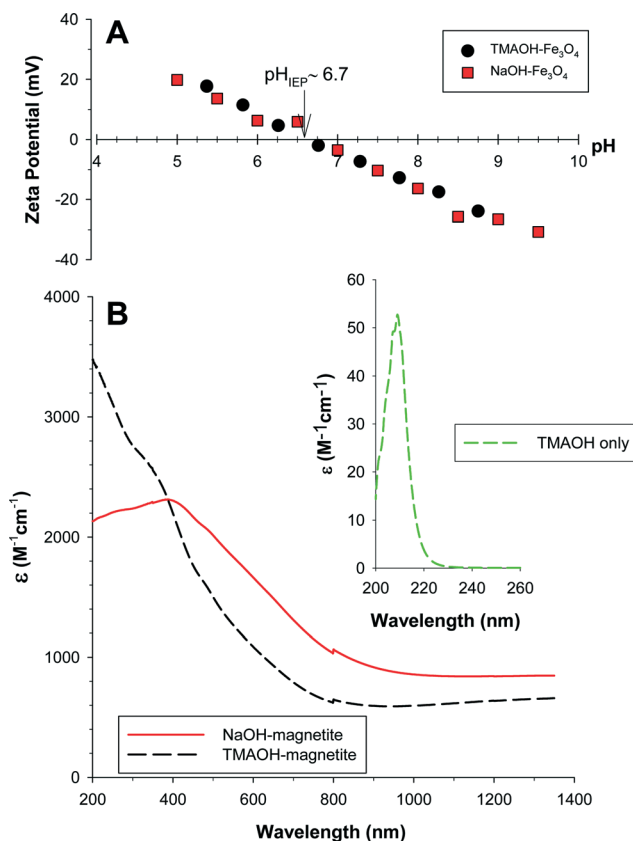 A
40
20
0
-20
-40
Zeta Potential (mV)
pHIEP~ 6.7
TMAOH-Fe3O4
NaOH-Fe3O4
4 5 6 7 8 9 10
pH
B
4000
3000
2000
1000
0
ε (M-1cm-1)
60
50
40
30
20
10
0
ε (M-1cm-1)
200 220 240 260
Wavelength (nm)
TMAOH only
NaOH-magnetite
TMAOH-magnetite
200 400 600 800 1000 1200 1400
Wavelength (nm)